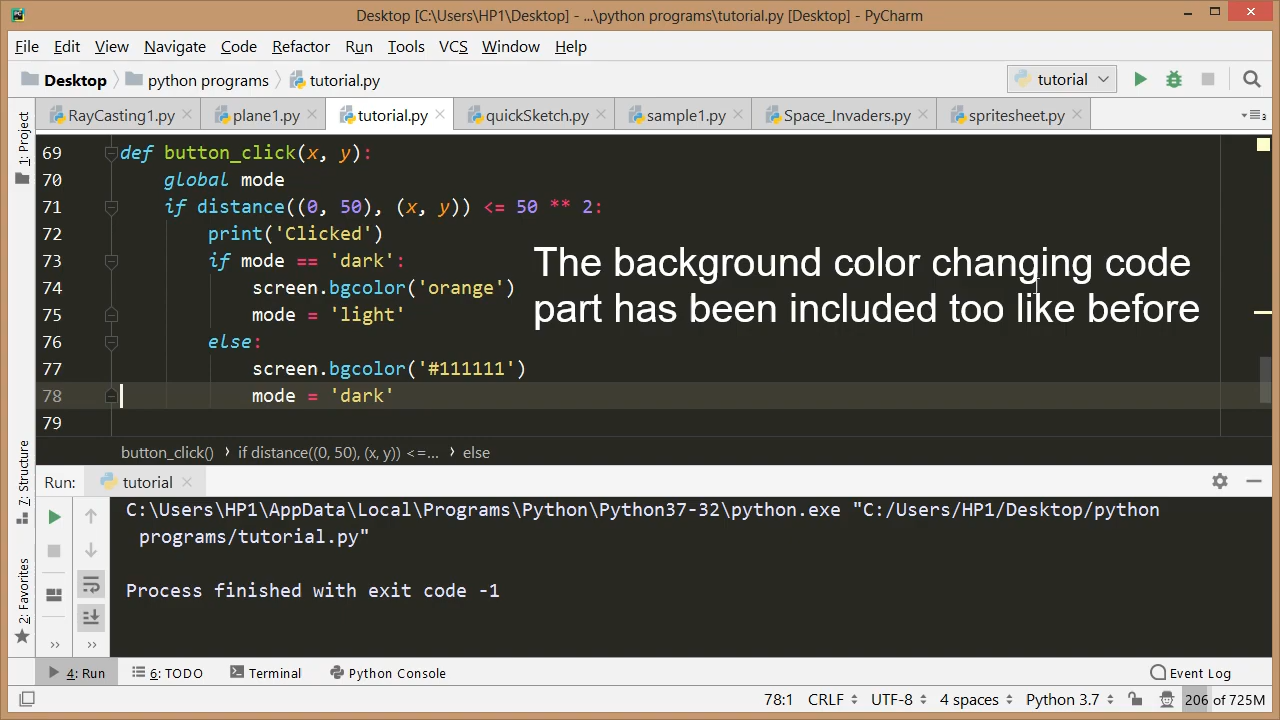 Desktop [C:\Users\HP1\Desktop] - ...\python programs\tutorial.py [Desktop] - PyCharm
File Edit View Navigate Code Refactor Run Tools VCS Window Help
Desktop python programs tutorial.py tutorial
RayCasting1.py plane1.py tutorial.py quickSketch.py sample1.py Space_Invaders.py spritesheet.py
1: Project
7: Structure
2: Favorites
69 def button_click(x, y):
70 global mode
71 if distance((0, 50), (x, y)) <= 50 ** 2:
72 print('Clicked')
73 if mode == 'dark':
74 screen.bgcolor('orange')
75 mode = 'light'
76 else:
77 screen.bgcolor('#111111')
78 mode = 'dark'
79
The background color changing code
part has been included too like before
button_click() if distance((0, 50), (x, y)) <=... else
Run: tutorial
C:\Users\HP1\AppData\Local\Programs\Python\Python37-32\python.exe "C:/Users/HP1/Desktop/python
programs/tutorial.py"
Process finished with exit code -1
4: Run 6: TODO Terminal Python Console Event Log
78:1 CRLF UTF-8 4 spaces Python 3.7 206 of 725M